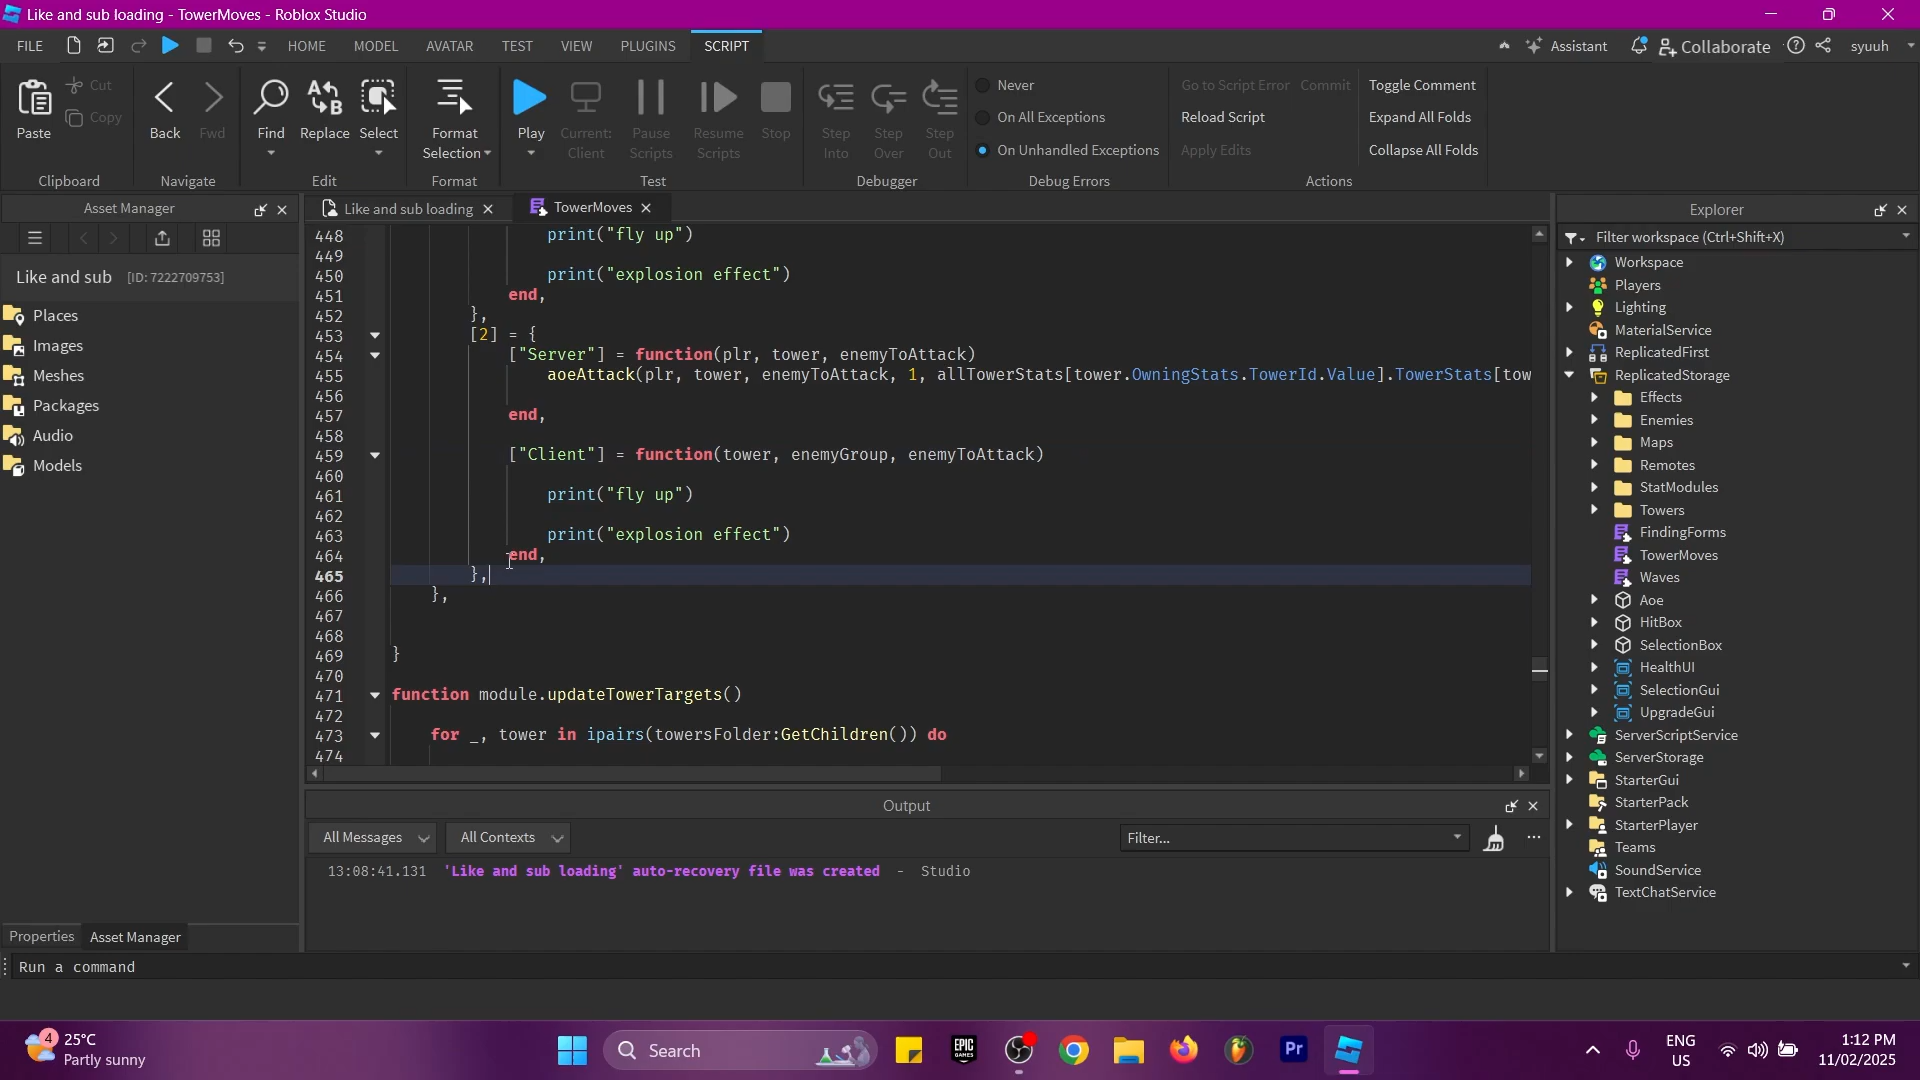 Like and sub loading - TowerMoves - Roblox Studio
FILE HOME MODEL AVATAR TEST VIEW PLUGINS SCRIPT Assistant Collaborate syuuh
Paste Cut Copy Back Fwd Find Replace Select Format Selection Play Current: Client Pause Scripts Resume Scripts Stop Step Into Step Over Step Out
Never Go to Script Error Commit Toggle Comment
On All Exceptions Reload Script Expand All Folds
On Unhandled Exceptions Apply Edits Collapse All Folds
Clipboard Navigate Edit Format Test Debugger Debug Errors Actions
Asset Manager
Like and sub [ID: 7222709753]
Places
Images
Meshes
Packages
Audio
Models
Properties Asset Manager
Like and sub loading TowerMoves
448 print("fly up")
449
450 print("explosion effect")
451 end,
452 },
453 [2] = {
454 ["Server"] = function(plr, tower, enemyToAttack)
455 aoeAttack(plr, tower, enemyToAttack, 1, allTowerStats[tower.OwningStats.TowerId.Value].TowerStats[tow
456
457 end,
458
459 ["Client"] = function(tower, enemyGroup, enemyToAttack)
460
461 print("fly up")
462
463 print("explosion effect")
464 end,
465 },
466 },
467
468
469 }
470
471 function module.updateTowerTargets()
472
473 for _, tower in ipairs(towersFolder:GetChildren()) do
474
Output
All Messages All Contexts Filter...
13:08:41.131 'Like and sub loading' auto-recovery file was created - Studio
Explorer
Filter workspace (Ctrl+Shift+X)
Workspace
Players
Lighting
MaterialService
ReplicatedFirst
ReplicatedStorage
Effects
Enemies
Maps
Remotes
StatModules
Towers
FindingForms
TowerMoves
Waves
Aoe
HitBox
SelectionBox
HealthUI
SelectionGui
UpgradeGui
ServerScriptService
ServerStorage
StarterGui
StarterPack
StarterPlayer
Teams
SoundService
TextChatService
Run a command
4
25°C
Partly sunny
Search
EPIC GAMES
Pr
ENG
US
1:12 PM
11/02/2025